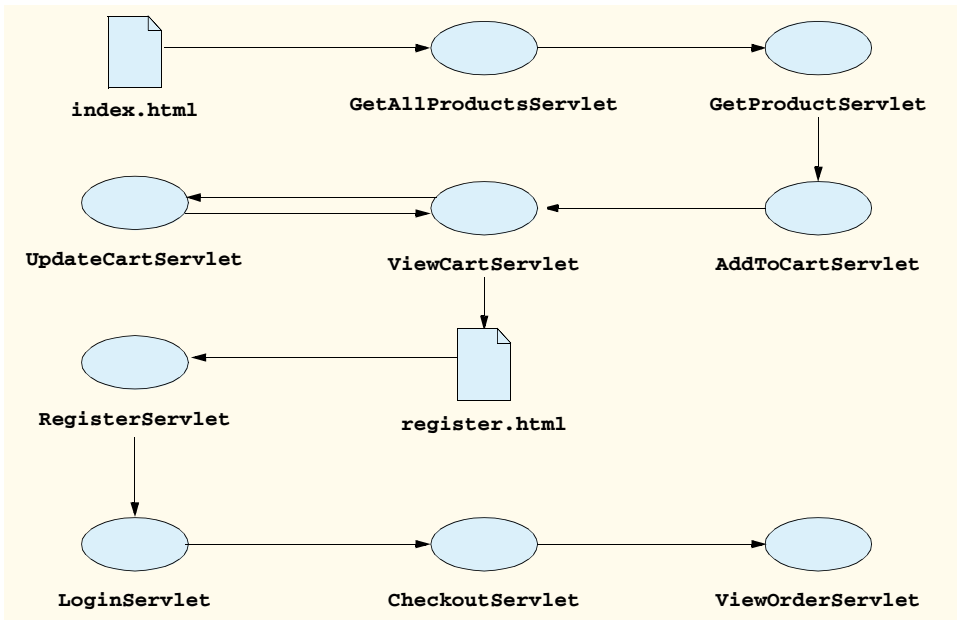 index.html
GetAllProductsServlet
GetProductServlet
UpdateCartServlet
ViewCartServlet
AddToCartServlet
RegisterServlet
register.html
LoginServlet
CheckoutServlet
ViewOrderServlet